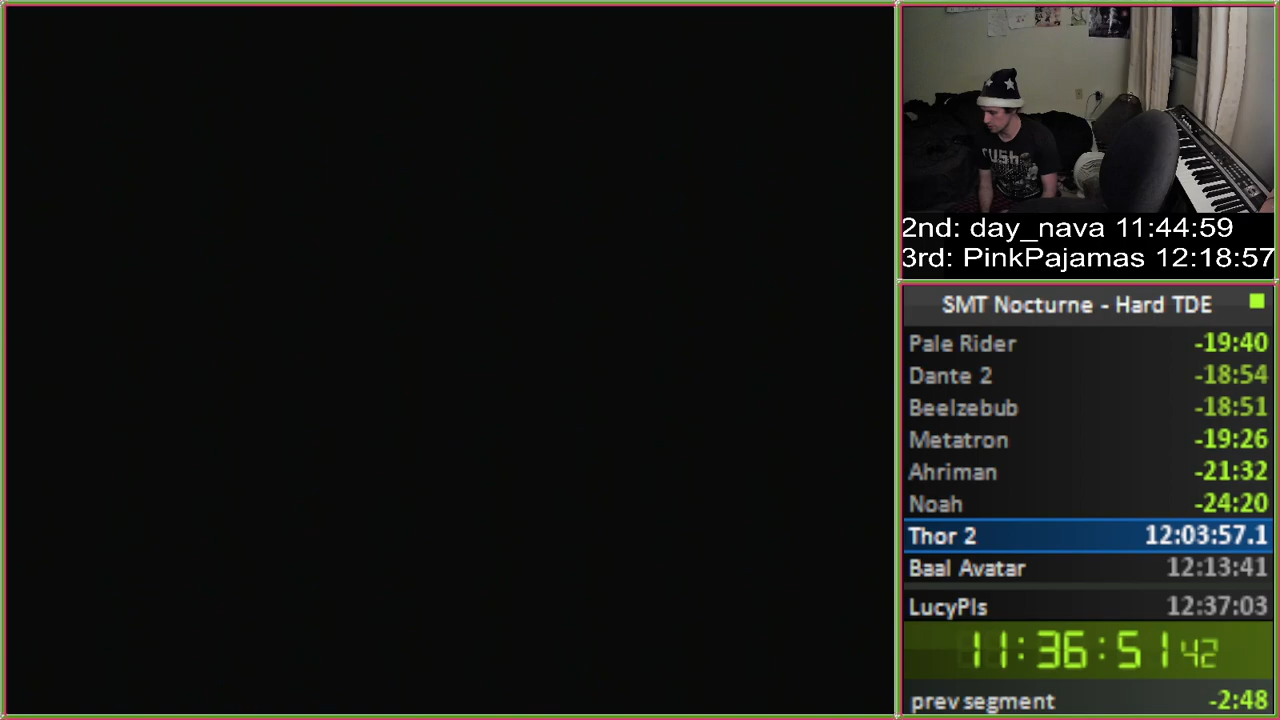 RUSH
2nd: day_nava 11:44:59
3rd: PinkPajamas 12:18:57
SMT Nocturne - Hard TDE
Pale Rider -19:40
Dante 2 -18:54
Beelzebub -18:51
Metatron -19:26
Ahriman -21:32
Noah -24:20
Thor 2 12:03:57.1
Baal Avatar 12:13:41
LucyPls 12:37:03
11:36:51 42
prev segment -2:48